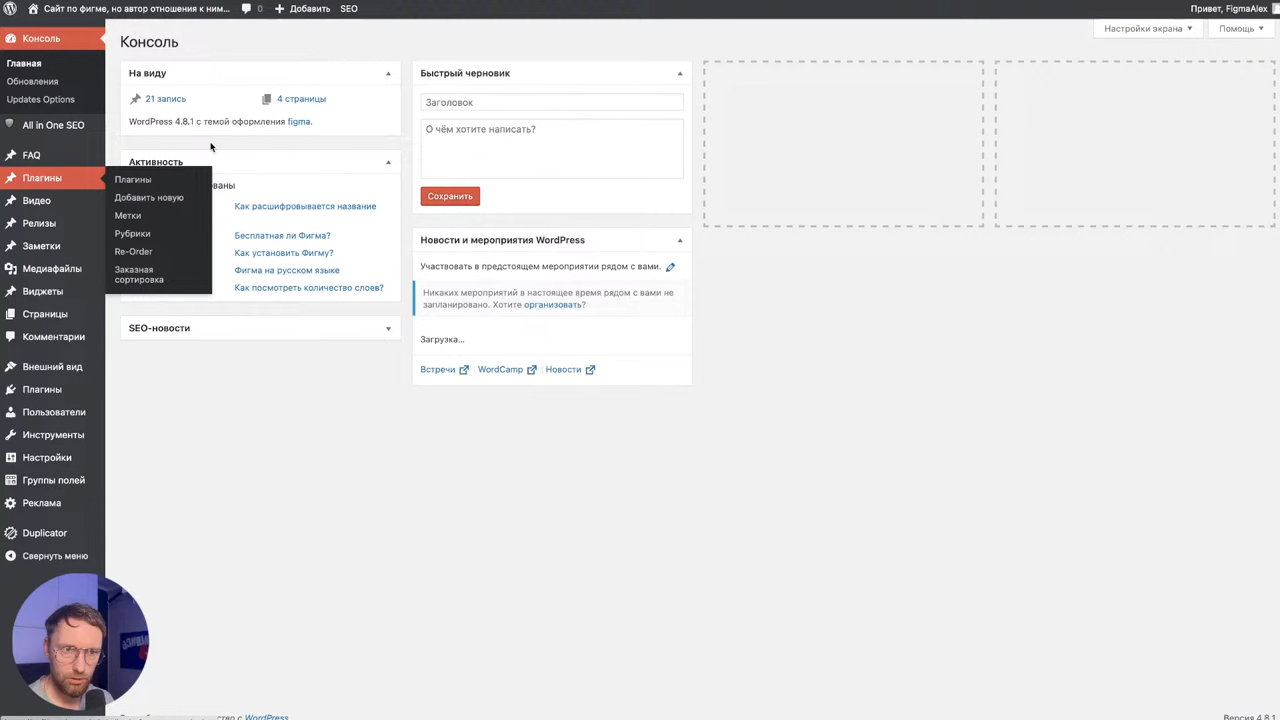 Сайт по фигме, но автор отношения к ним...
0
Добавить
SEO
Привет, FigmaAlex
Консоль
Главная
Обновления
Updates Options
All in One SEO
FAQ
Плагины
Видео
Релизы
Заметки
Медиафайлы
Виджеты
Страницы
Комментарии
Внешний вид
Плагины
Пользователи
Инструменты
Настройки
Группы полей
Реклама
Duplicator
Свернуть меню
Плагины
Добавить новую
Метки
Рубрики
Re-Order
Заказная
сортировка
Настройки экрана
Помощь
Консоль
На виду
21 запись
4 страницы
WordPress 4.8.1 с темой оформления figma.
Активность
Как расшифровывается название
Бесплатная ли Фигма?
Как установить Фигму?
Фигма на русском языке
Как посмотреть количество слоев?
SEO-новости
Быстрый черновик
Заголовок
О чём хотите написать?
Сохранить
Новости и мероприятия WordPress
Участвовать в предстоящем мероприятии рядом с вами.
Никаких мероприятий в настоящее время рядом с вами не
запланировано. Хотите организовать?
Загрузка...
Встречи
WordCamp
Новости
с WordPress
Версия 4.8.1